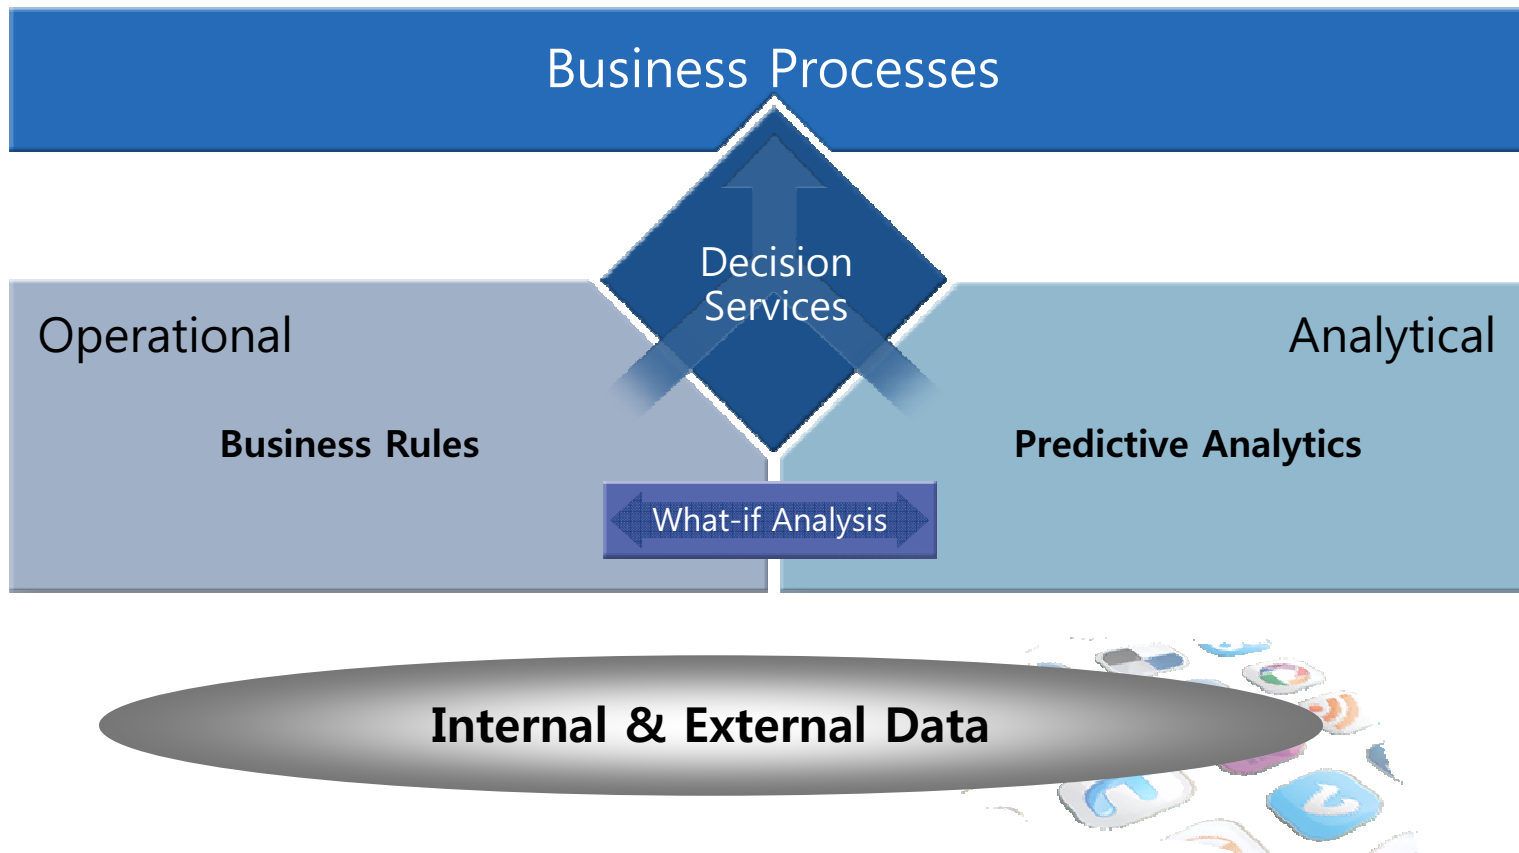 Business Processes
Decision
Services
Operational
Analytical
Business Rules
Predictive Analytics
What-if Analysis
Internal & External Data